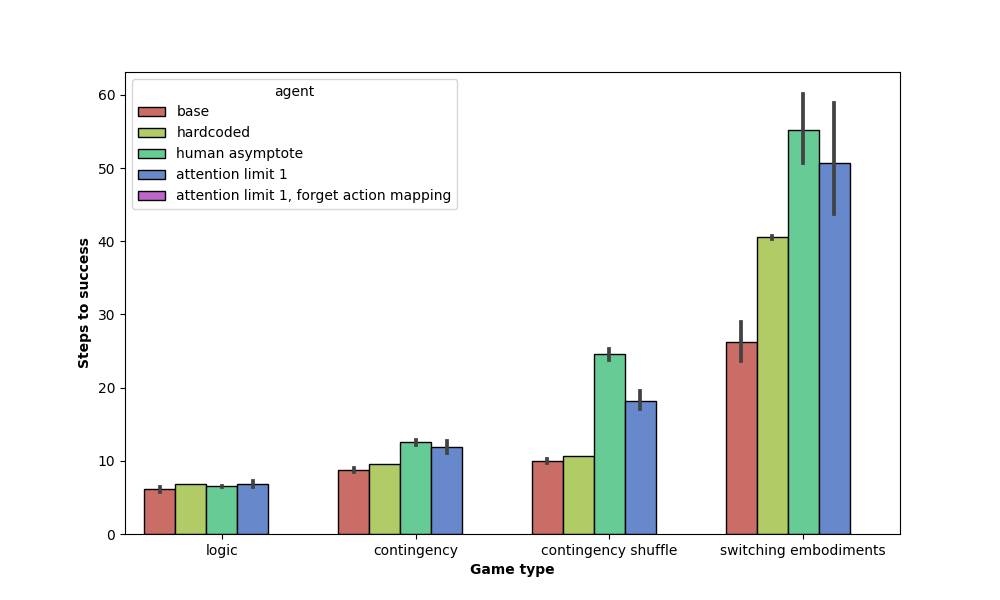 agent
base
hardcoded
human asymptote
attention limit 1
attention limit 1, forget action mapping
60
50
40
30
20
10
0
Steps to success
logic
contingency
contingency shuffle
switching embodiments
Game type